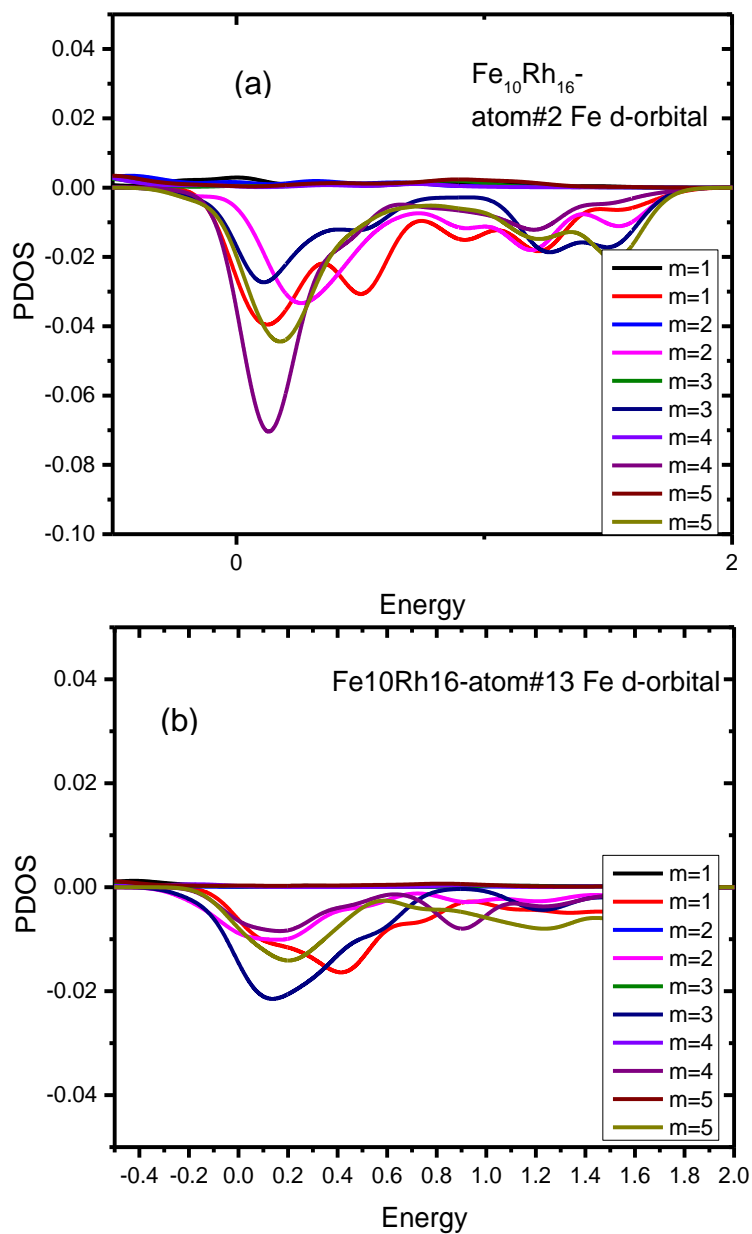 0.04
(a)
Fe₁₀Rh₁₆-
atom#2 Fe d-orbital
0.02
0.00
-0.02
-0.04
-0.06
-0.08
-0.10
PDOS
m=1
m=1
m=2
m=2
m=3
m=3
m=4
m=4
m=5
m=5
0
2
Energy
0.04
Fe10Rh16-atom#13 Fe d-orbital
(b)
0.02
0.00
-0.02
-0.04
PDOS
m=1
m=1
m=2
m=2
m=3
m=3
m=4
m=4
m=5
m=5
-0.4 -0.2 0.0 0.2 0.4 0.6 0.8 1.0 1.2 1.4 1.6 1.8 2.0
Energy